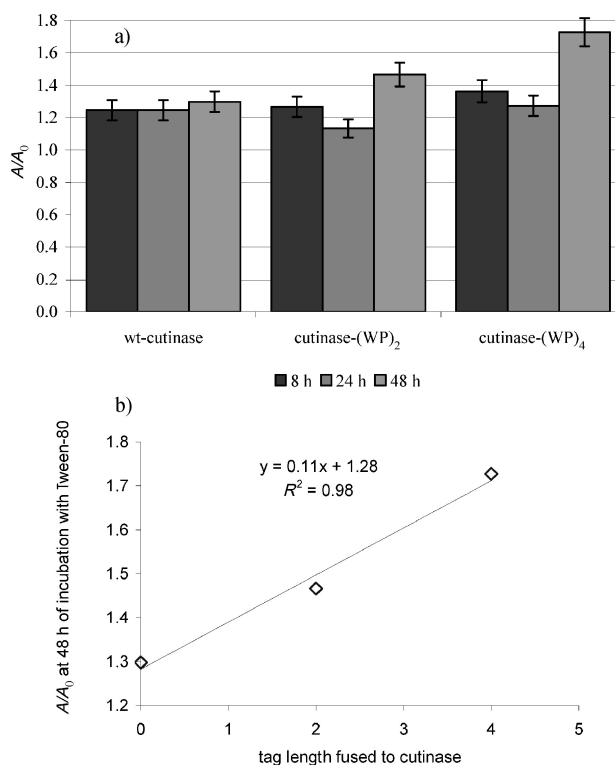 a)
A/A0
1.8
1.6
1.4
1.2
1.0
0.8
0.6
0.4
0.2
0.0
wt-cutinase cutinase-(WP)2 cutinase-(WP)4
8 h 24 h 48 h
b)
A/A0 at 48 h of incubation with Tween-80
1.8
1.7
1.6
1.5
1.4
1.3
1.2
y = 0.11x + 1.28
R2 = 0.98
0 1 2 3 4 5
tag length fused to cutinase